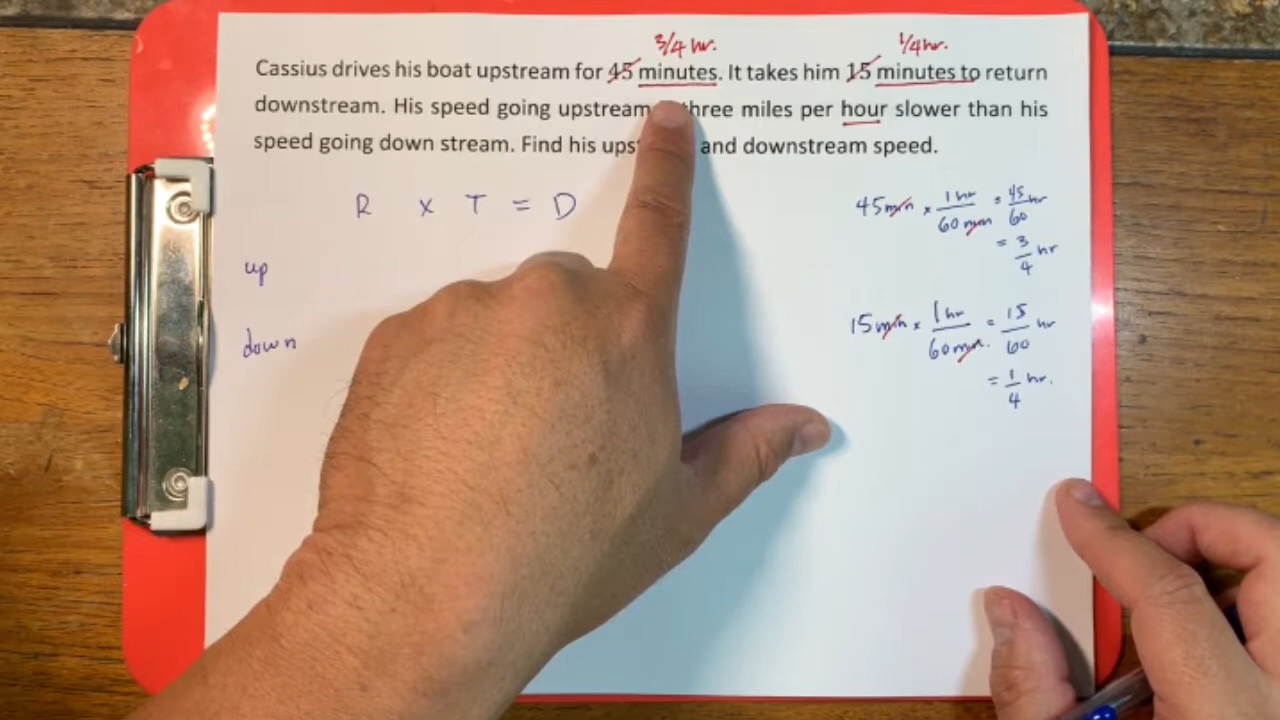 3/4 hr. 1/4 hr.
Cassius drives his boat upstream for 45 minutes. It takes him 15 minutes to return
downstream. His speed going upstream three miles per hour slower than his
speed going down stream. Find his and downstream speed.
R x T = D
up
down
45 min x 1 hr / 60 min = 45/60 hr
= 3/4 hr
15 min x 1 hr / 60 min. = 15/60 hr
= 1/4 hr.